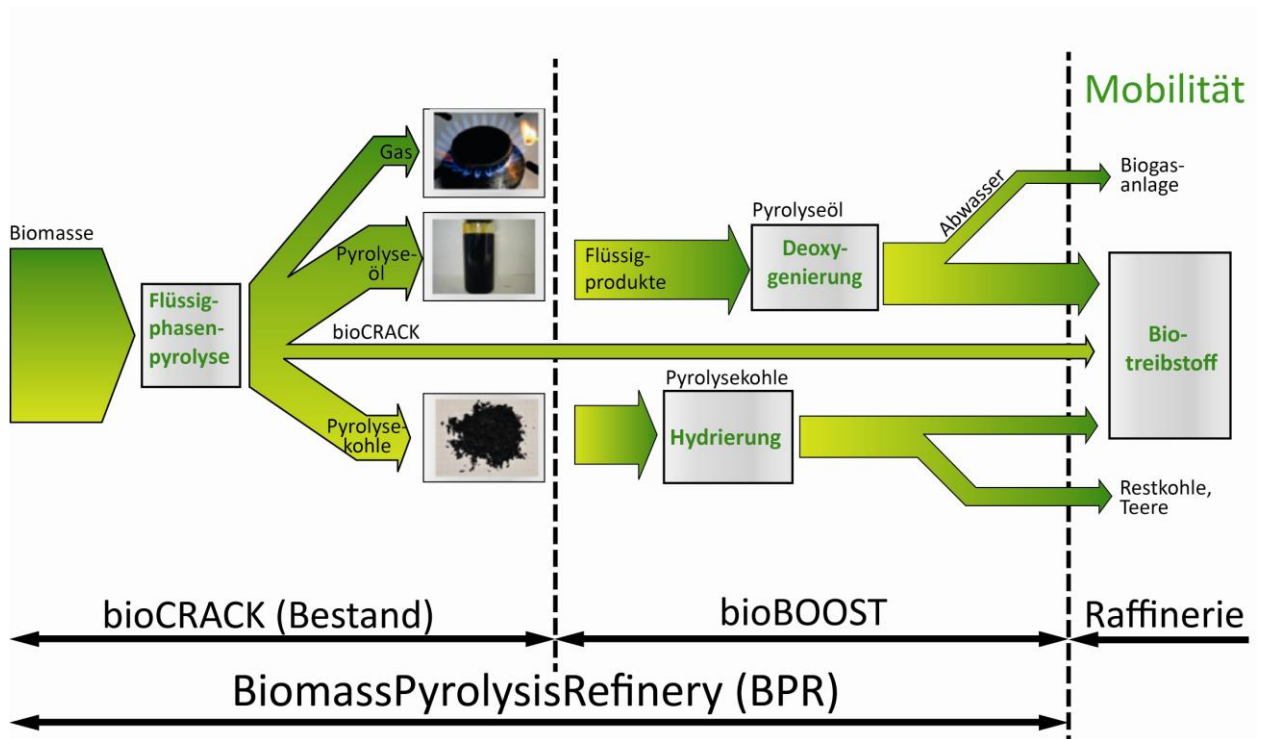 Mobilität
Gas
Biogas-
anlage
Abwasser
Biomasse
Pyrolyse-
öl
Pyrolyseöl
Flüssig-
produkte
Deoxy-
genierung
Flüssig-
phasen-
pyrolyse
bioCRACK
Bio-
treibstoff
Pyrolysekohle
Pyrolyse-
kohle
Hydrierung
Restkohle,
Teere
bioCRACK (Bestand)
bioBOOST
Raffinerie
BiomassPyrolysisRefinery (BPR)